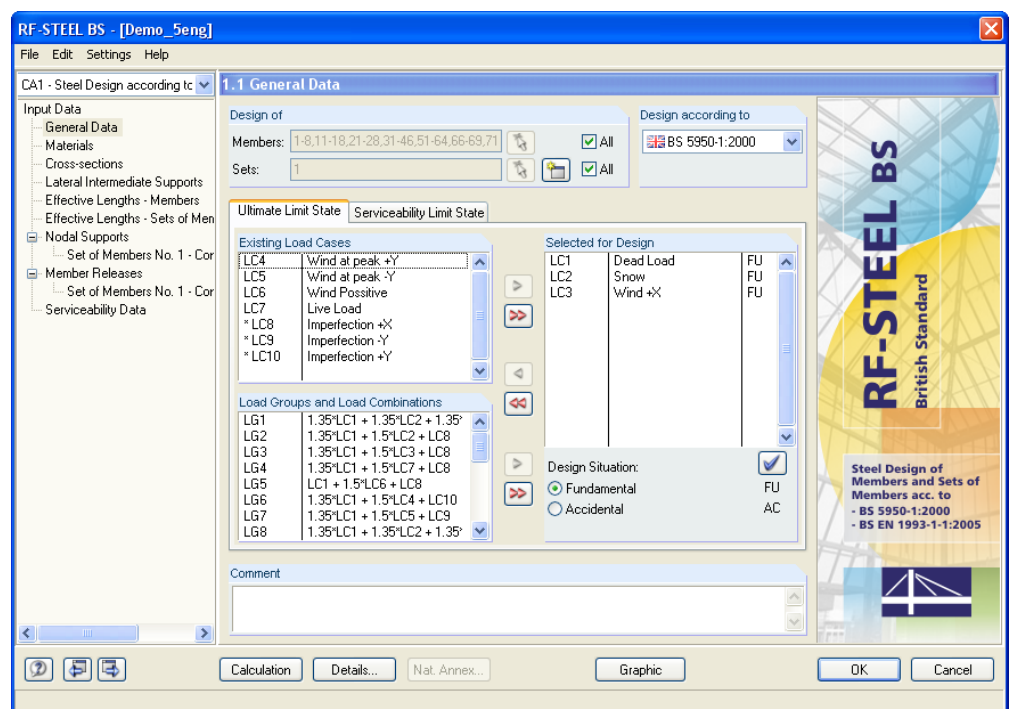 RF-STEEL BS - [Demo_5eng]
File Edit Settings Help
CA1 - Steel Design according tc
Input Data
General Data
Materials
Cross-sections
Lateral Intermediate Supports
Effective Lengths - Members
Effective Lengths - Sets of Men
Nodal Supports
Set of Members No. 1 - Cor
Member Releases
Set of Members No. 1 - Cor
Serviceability Data
1.1 General Data
Design of
Members: 1-8,11-18,21-28,31-46,51-64,66-69,71 All
Sets: 1 All
Design according to
BS 5950-1:2000
Ultimate Limit State Serviceability Limit State
Existing Load Cases
LC4 Wind at peak +Y
LC5 Wind at peak -Y
LC6 Wind Possitive
LC7 Live Load
* LC8 Imperfection +X
* LC9 Imperfection -Y
* LC10 Imperfection +Y
Load Groups and Load Combinations
LG1 1.35*LC1 + 1.35*LC2 + 1.35*
LG2 1.35*LC1 + 1.5*LC2 + LC8
LG3 1.35*LC1 + 1.5*LC3 + LC8
LG4 1.35*LC1 + 1.5*LC7 + LC8
LG5 LC1 + 1.5*LC6 + LC8
LG6 1.35*LC1 + 1.5*LC4 + LC10
LG7 1.35*LC1 + 1.5*LC5 + LC9
LG8 1.35*LC1 + 1.35*LC2 + 1.35*
Selected for Design
LC1 Dead Load FU
LC2 Snow FU
LC3 Wind +X FU
Design Situation:
Fundamental FU
Accidental AC
Comment
RF-STEEL BS
British Standard
Steel Design of
Members and Sets of
Members acc. to
- BS 5950-1:2000
- BS EN 1993-1-1:2005
Calculation Details... Nat. Annex... Graphic OK Cancel